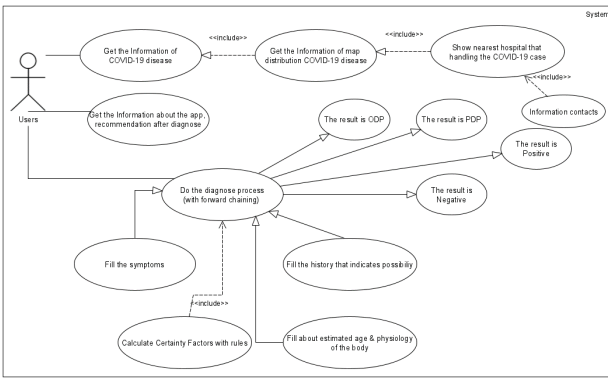 System
<<include>>
<<include>>
Get the Information of
COVID-19 disease
Get the Information of map
distribution COVID-19 disease
Show nearest hospital that
handling the COVID-19 case
<<include>>
Users
Get the Information about the app,
recommendation after diagnose
The result is ODP
The result is PDP
Information contacts
The result is
Positive
Do the diagnose process
(with forward chaining)
The result is
Negative
Fill the symptoms
Fill the history that indicates possibiliy
<<include>>
Calculate Certainty Factors with rules
Fill about estimated age & physiology
of the body